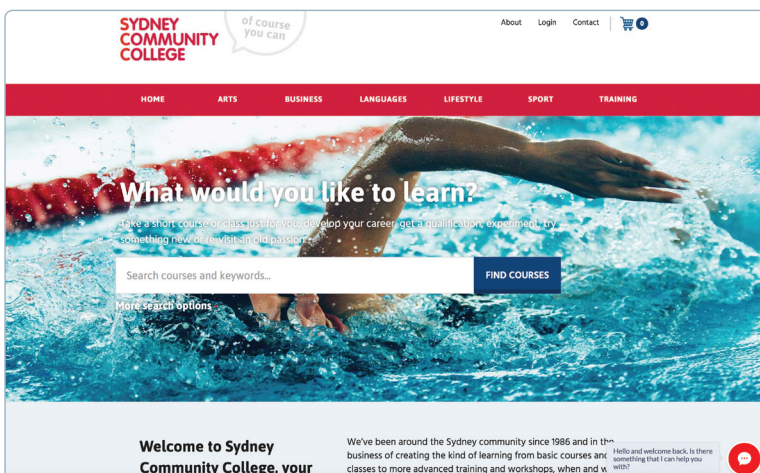 SYDNEY
COMMUNITY
COLLEGE
of course
you can
About Login Contact 0
HOME ARTS BUSINESS LANGUAGES LIFESTYLE SPORT TRAINING
What would you like to learn?
Take a short course or class just for you, develop your career, get a qualification, experiment, try
something new or re-visit an old passion.
Search courses and keywords...
FIND COURSES
More search options
Welcome to Sydney
Community College, your
We've been around the Sydney community since 1986 and in the
business of creating the kind of learning from basic courses and
classes to more advanced training and workshops, when and
Hello and welcome back. Is there
something that I can help you
with?